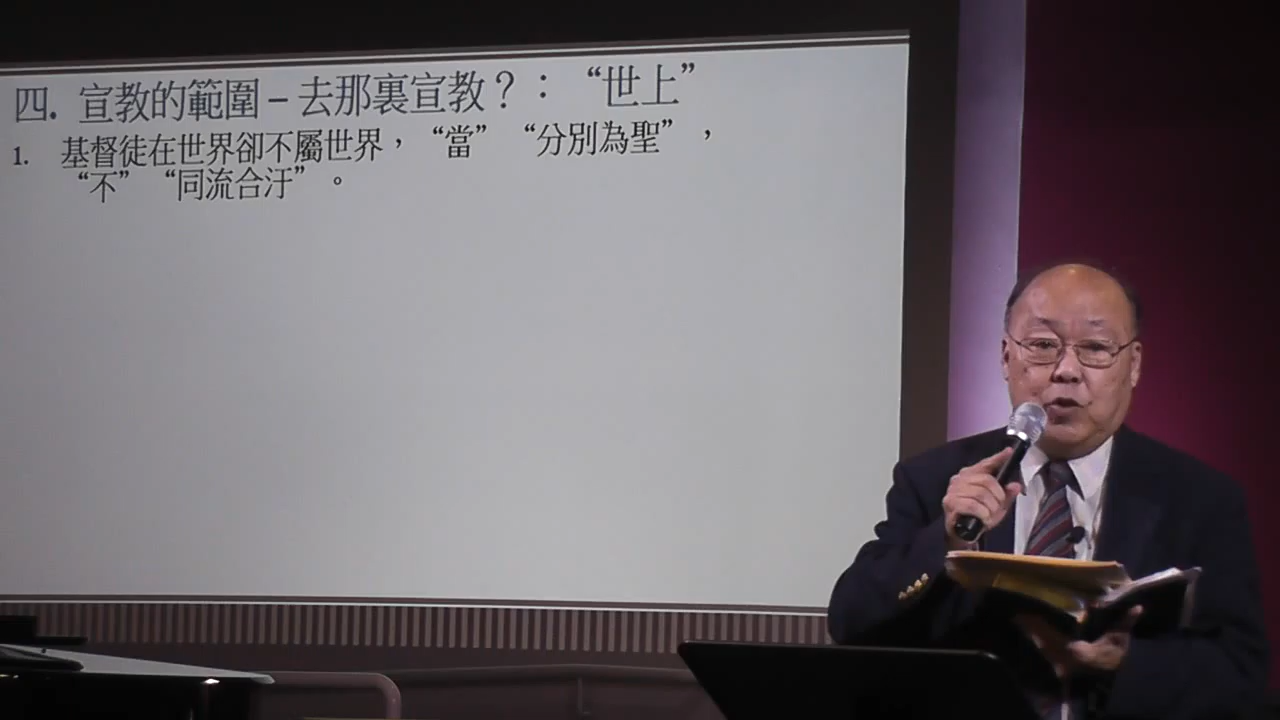 四. 宣教的範圍 – 去那裏宣教？： “世上”
1. 基督徒在世界卻不屬世界， “當” “分別為聖” ，
“不” “同流合汙” 。